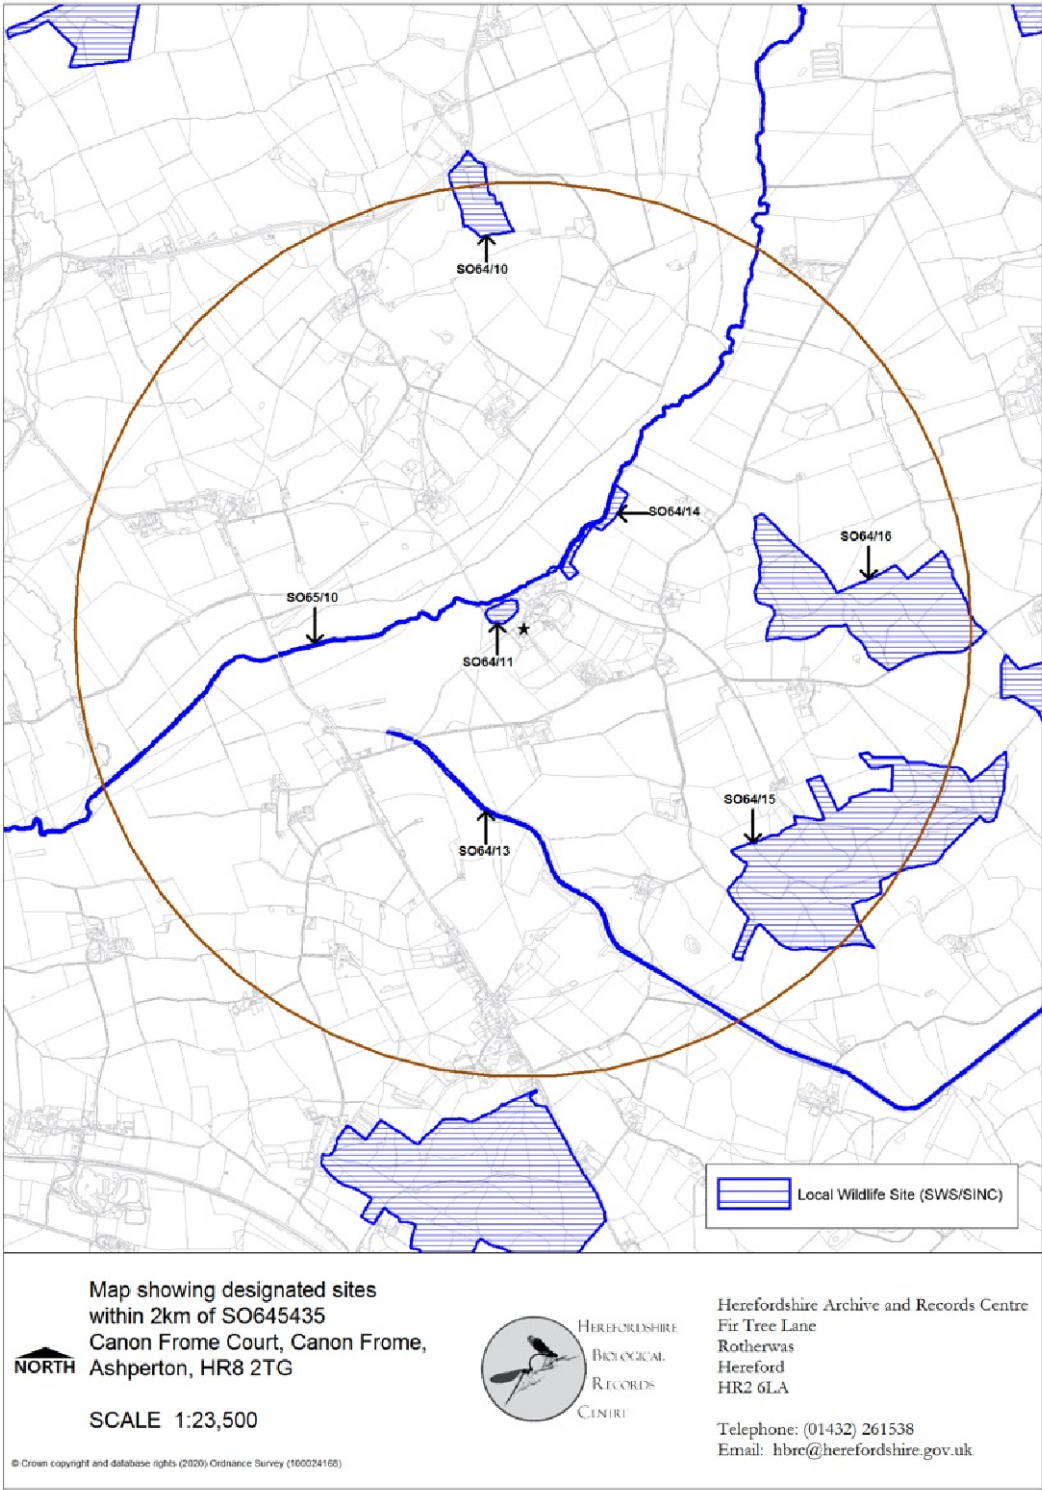 SO64/10
SO64/14
SO64/16
SO65/10
SO64/11
SO64/15
SO64/13
Local Wildlife Site (SWS/SINC)
Map showing designated sites
within 2km of SO645435
Canon Frome Court, Canon Frome,
Ashperton, HR8 2TG
NORTH
SCALE 1:23,500
© Crown copyright and database rights (2020) Ordnance Survey (100024168)
HEREFORDSHIRE
BIOLOGICAL
RECORDS
CENTRE
Herefordshire Archive and Records Centre
Fir Tree Lane
Rotherwas
Hereford
HR2 6LA
Telephone: (01432) 261538
Email: hbrc@herefordshire.gov.uk